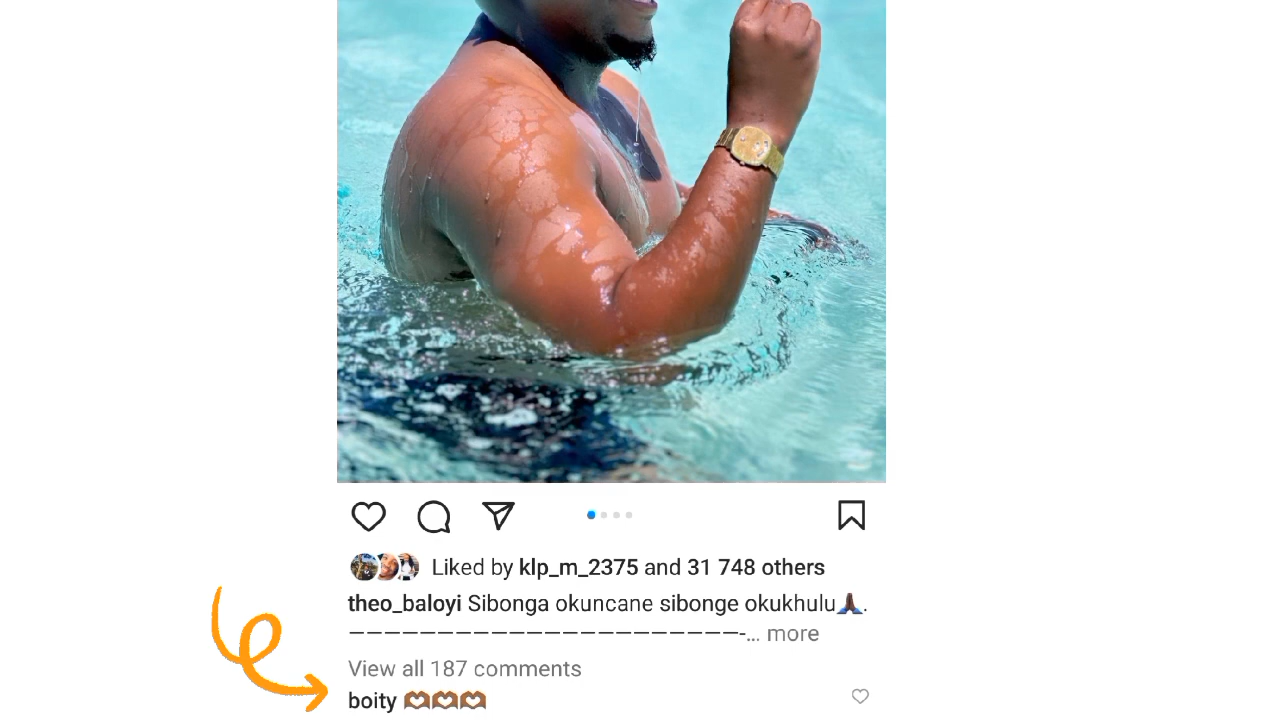 Liked by klp_m_2375 and 31 748 others
theo_baloyi Sibonga okuncane sibonge okukhulu🙏🏿.
——————————————————————-... more
View all 187 comments
boity 🫶🏾🫶🏾🫶🏾